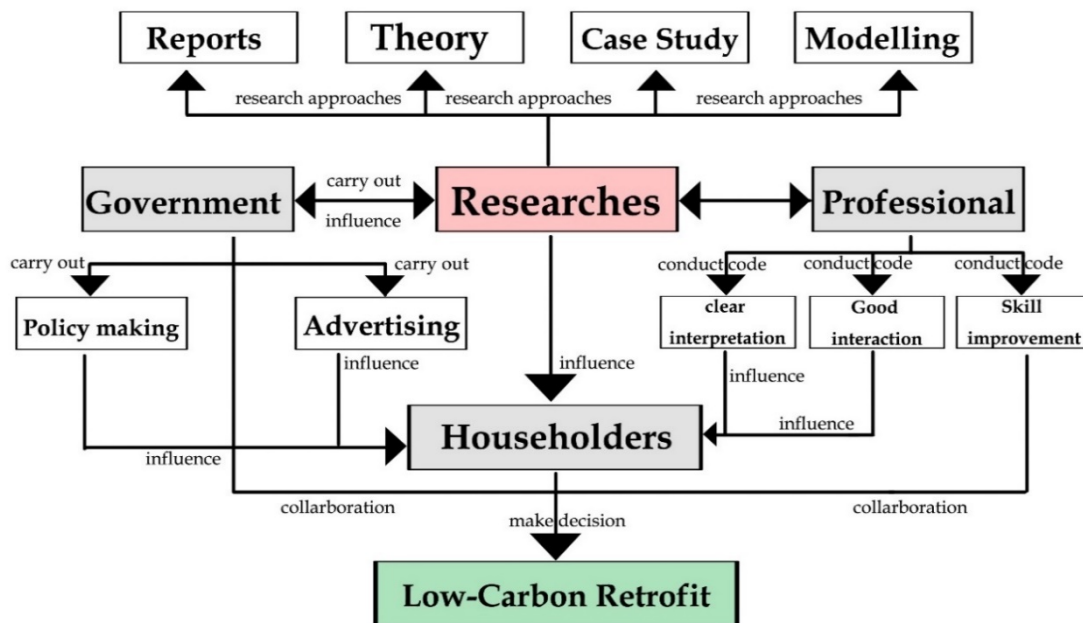 Reports
Theory
Case Study
Modelling
research approaches
research approaches
research approaches
Government
carry out
influence
Researches
Professional
carry out
carry out
conduct code
conduct code
conduct code
Policy making
Advertising
clear
interpretation
Good
interaction
Skill
improvement
influence
influence
influence
influence
influence
Householders
collarboration
make decision
collarboration
Low-Carbon Retrofit